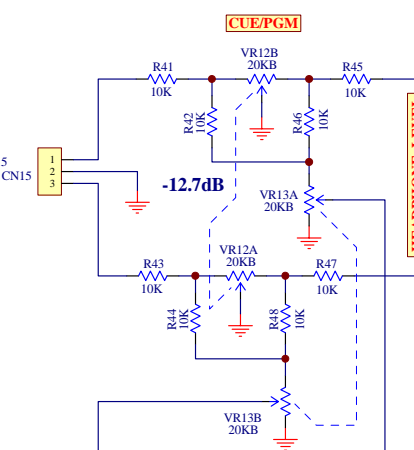 CUE/PGM
R41
10K
VR12B
20KB
R45
10K
R42
10K
R46
10K
5
CN15
1
2
3
-12.7dB
VR13A
20KB
R43
10K
VR12A
20KB
R47
10K
R44
10K
R48
10K
VR13B
20KB